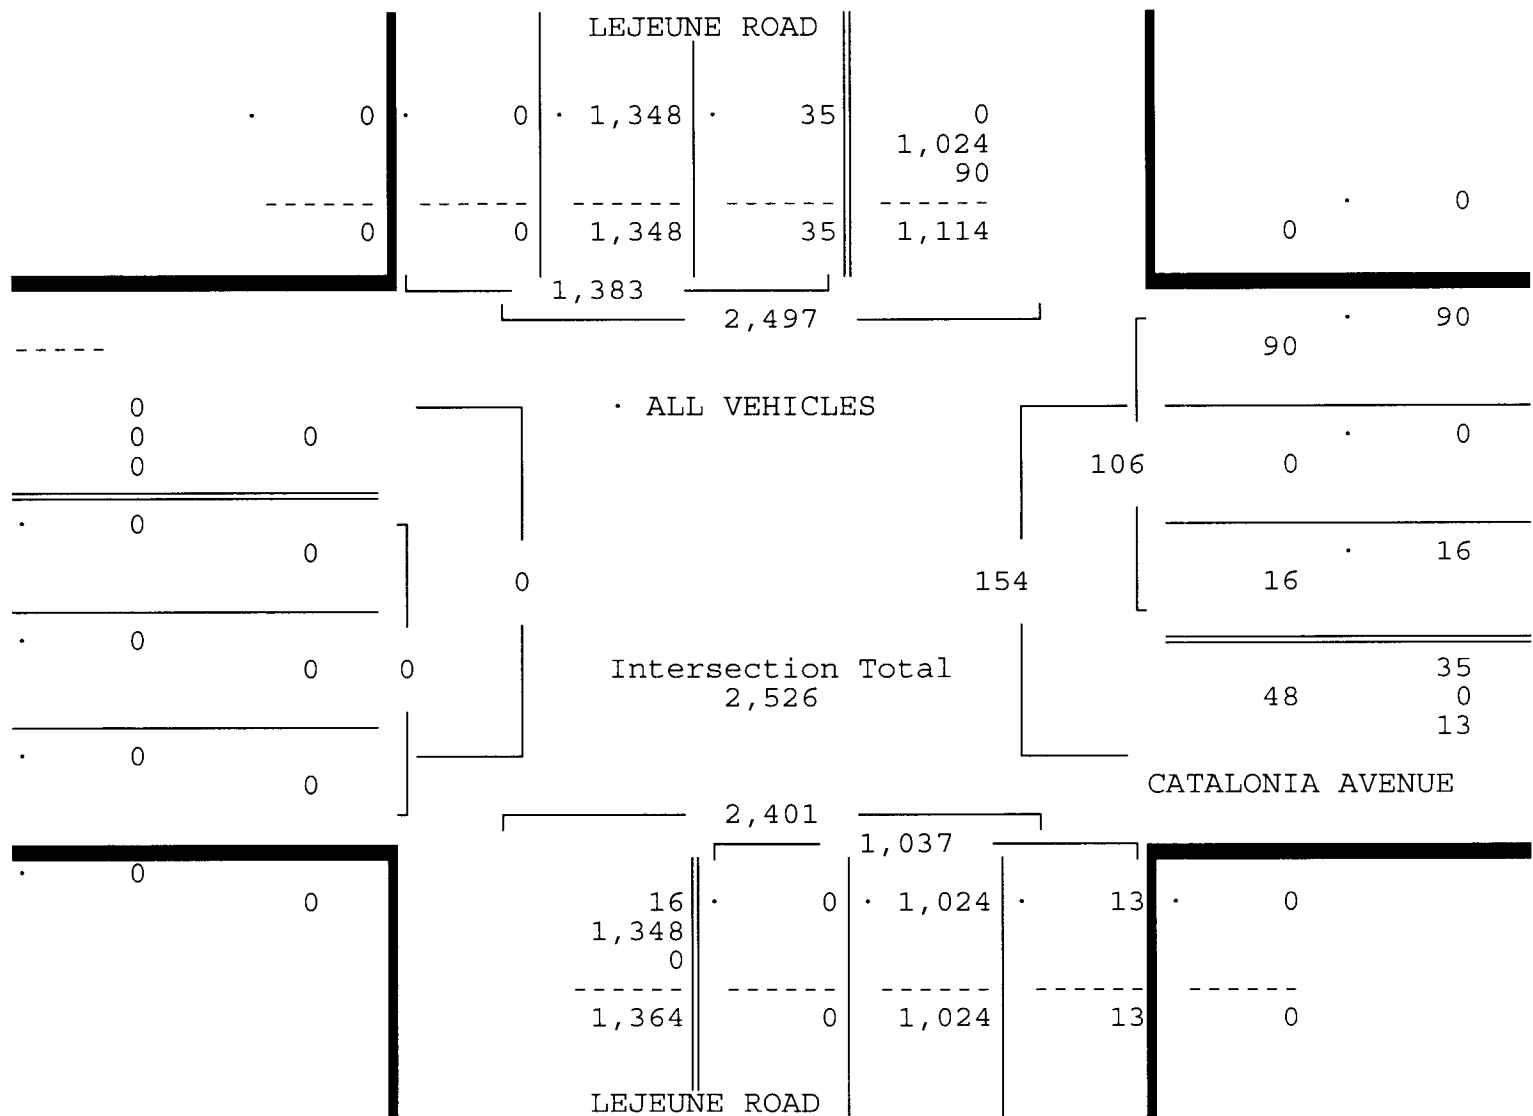 LEJEUNE ROAD
· 0 · 0 · 1,348 · 35 0
1,024
90
------ ------ ------ ------ ------
· 0
0 0 1,348 35 1,114 0
1,383
2,497 · 90
----- 90
0 · ALL VEHICLES
0 0 · 0
0 106 0
· 0
0 · 16
0 154 16
· 0
0 0 Intersection Total 35
2,526 48 0
13
· 0
0 CATALONIA AVENUE
2,401
1,037
· 0
0 16 · 0 · 1,024 · 13 · 0
1,348
0
------ ------ ------ ------ ------
1,364 0 1,024 13 0
LEJEUNE ROAD